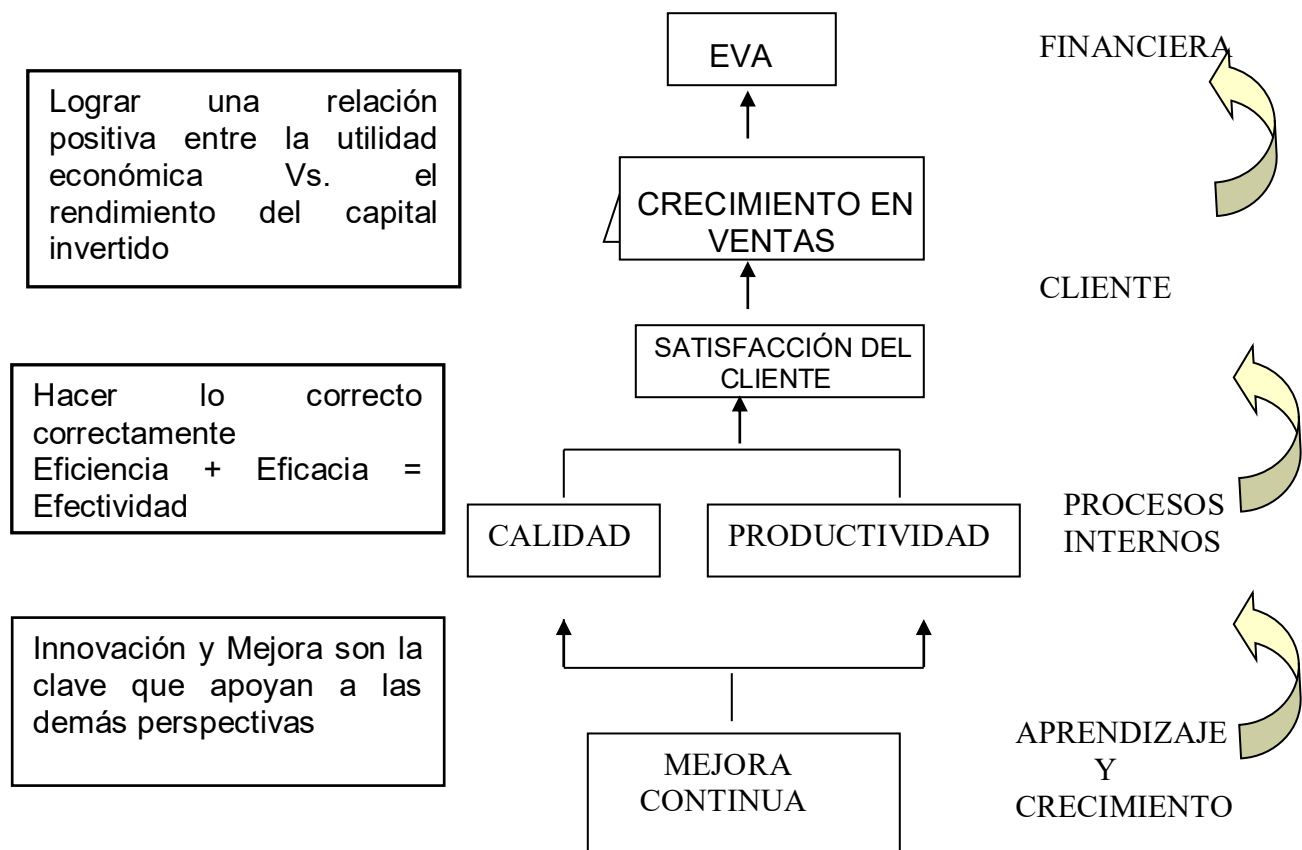 EVA
FINANCIERA
Lograr una relación
positiva entre la utilidad
económica Vs. el
rendimiento del capital
invertido
CRECIMIENTO EN
VENTAS
CLIENTE
SATISFACCIÓN DEL
CLIENTE
Hacer lo correcto
correctamente
Eficiencia + Eficacia =
Efectividad
CALIDAD
PRODUCTIVIDAD
PROCESOS
INTERNOS
Innovación y Mejora son la
clave que apoyan a las
demás perspectivas
MEJORA
CONTINUA
APRENDIZAJE
Y
CRECIMIENTO